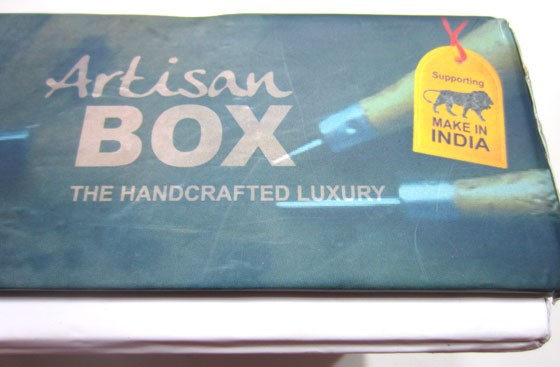 Artisan
BOX
THE HANDCRAFTED LUXURY
Supporting
MAKE IN
INDIA